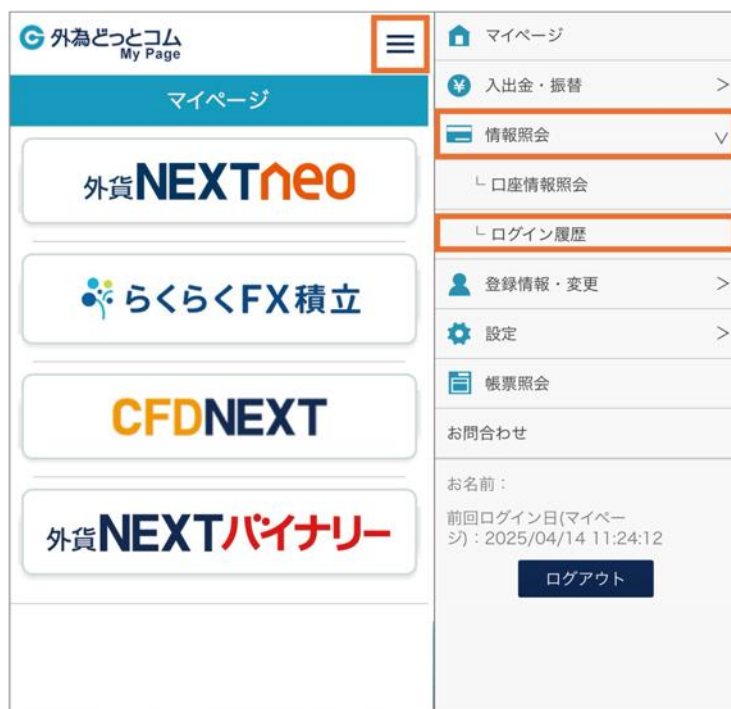 外為どっとコム
My Page
マイページ
外貨NEXTneo
らくらくFX積立
CFDNEXT
外貨NEXTバイナリー
マイページ
入出金・振替 >
情報照会 ∨
└ 口座情報照会
└ ログイン履歴
登録情報・変更 >
設定 >
帳票照会
お問合わせ
お名前：
前回ログイン日(マイペー
ジ)：2025/04/14 11:24:12
ログアウト